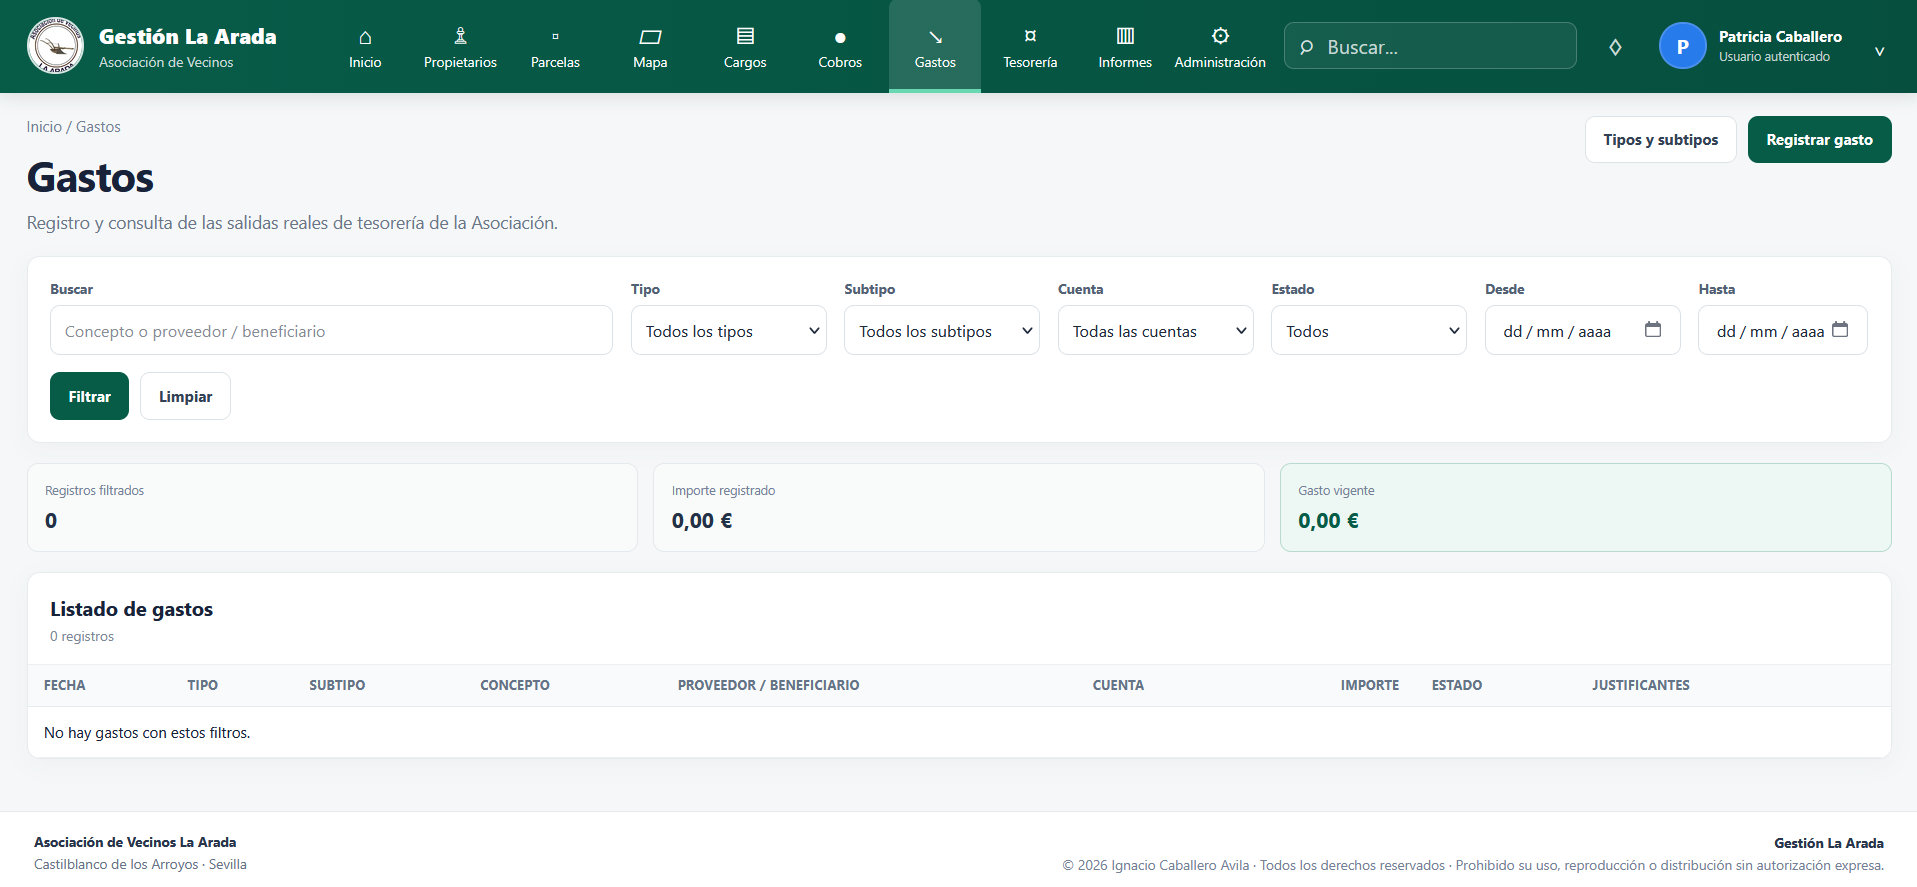 ASOCIACIÓN DE VECINOS
LA ARADA
Gestión La Arada
Asociación de Vecinos
Inicio
Propietarios
Parcelas
Mapa
Cargos
Cobros
Gastos
Tesorería
Informes
Administración
Buscar...
P
Patricia Caballero
Usuario autenticado
Inicio / Gastos
Tipos y subtipos
Registrar gasto
Gastos
Registro y consulta de las salidas reales de tesorería de la Asociación.
Buscar
Tipo
Subtipo
Cuenta
Estado
Desde
Hasta
Concepto o proveedor / beneficiario
Todos los tipos
Todos los subtipos
Todas las cuentas
Todos
dd / mm / aaaa
dd / mm / aaaa
Filtrar
Limpiar
Registros filtrados
0
Importe registrado
0,00 €
Gasto vigente
0,00 €
Listado de gastos
0 registros
FECHA TIPO SUBTIPO CONCEPTO PROVEEDOR / BENEFICIARIO CUENTA IMPORTE ESTADO JUSTIFICANTES
No hay gastos con estos filtros.
Asociación de Vecinos La Arada
Castilblanco de los Arroyos · Sevilla
Gestión La Arada
© 2026 Ignacio Caballero Avila · Todos los derechos reservados · Prohibido su uso, reproducción o distribución sin autorización expresa.